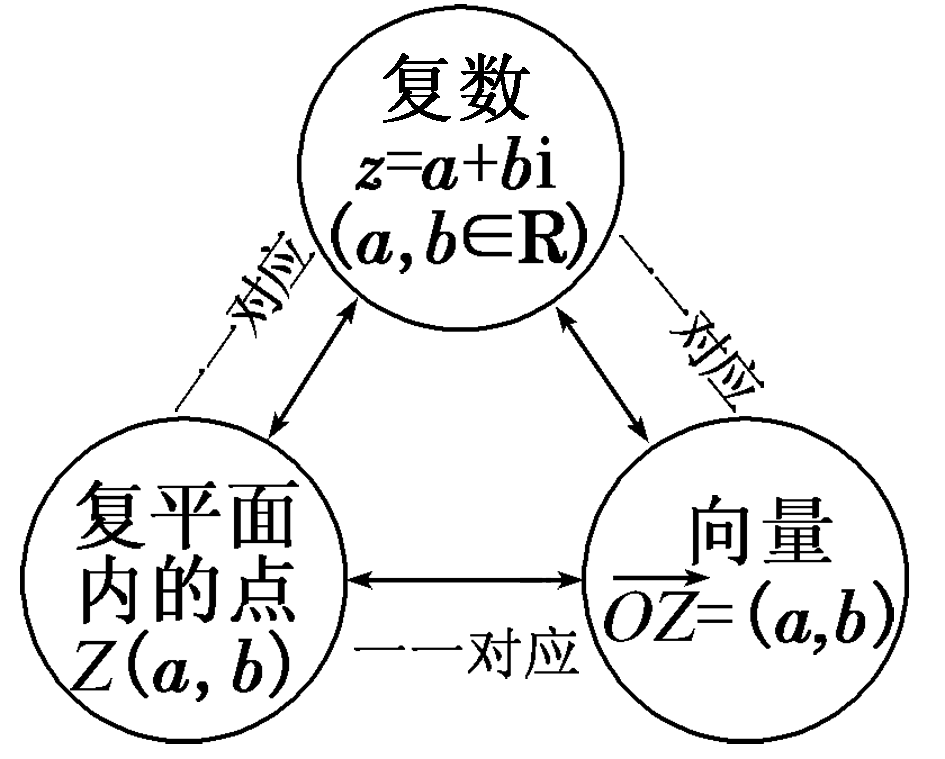 复数
z=a+bi
(a,b∈R)
一一对应
一一对应
复平面
内的点
Z(a,b)
一一对应
向量
$\overrightarrow{OZ}$=(a,b)